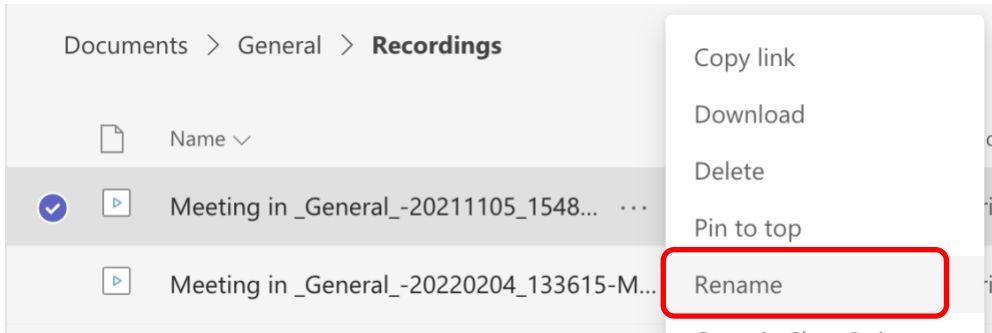 Documents > General > Recordings
Name
Meeting in _General_-20211105_1548... ...
Meeting in _General_-20220204_133615-M...
Copy link
Download
Delete
Pin to top
Rename